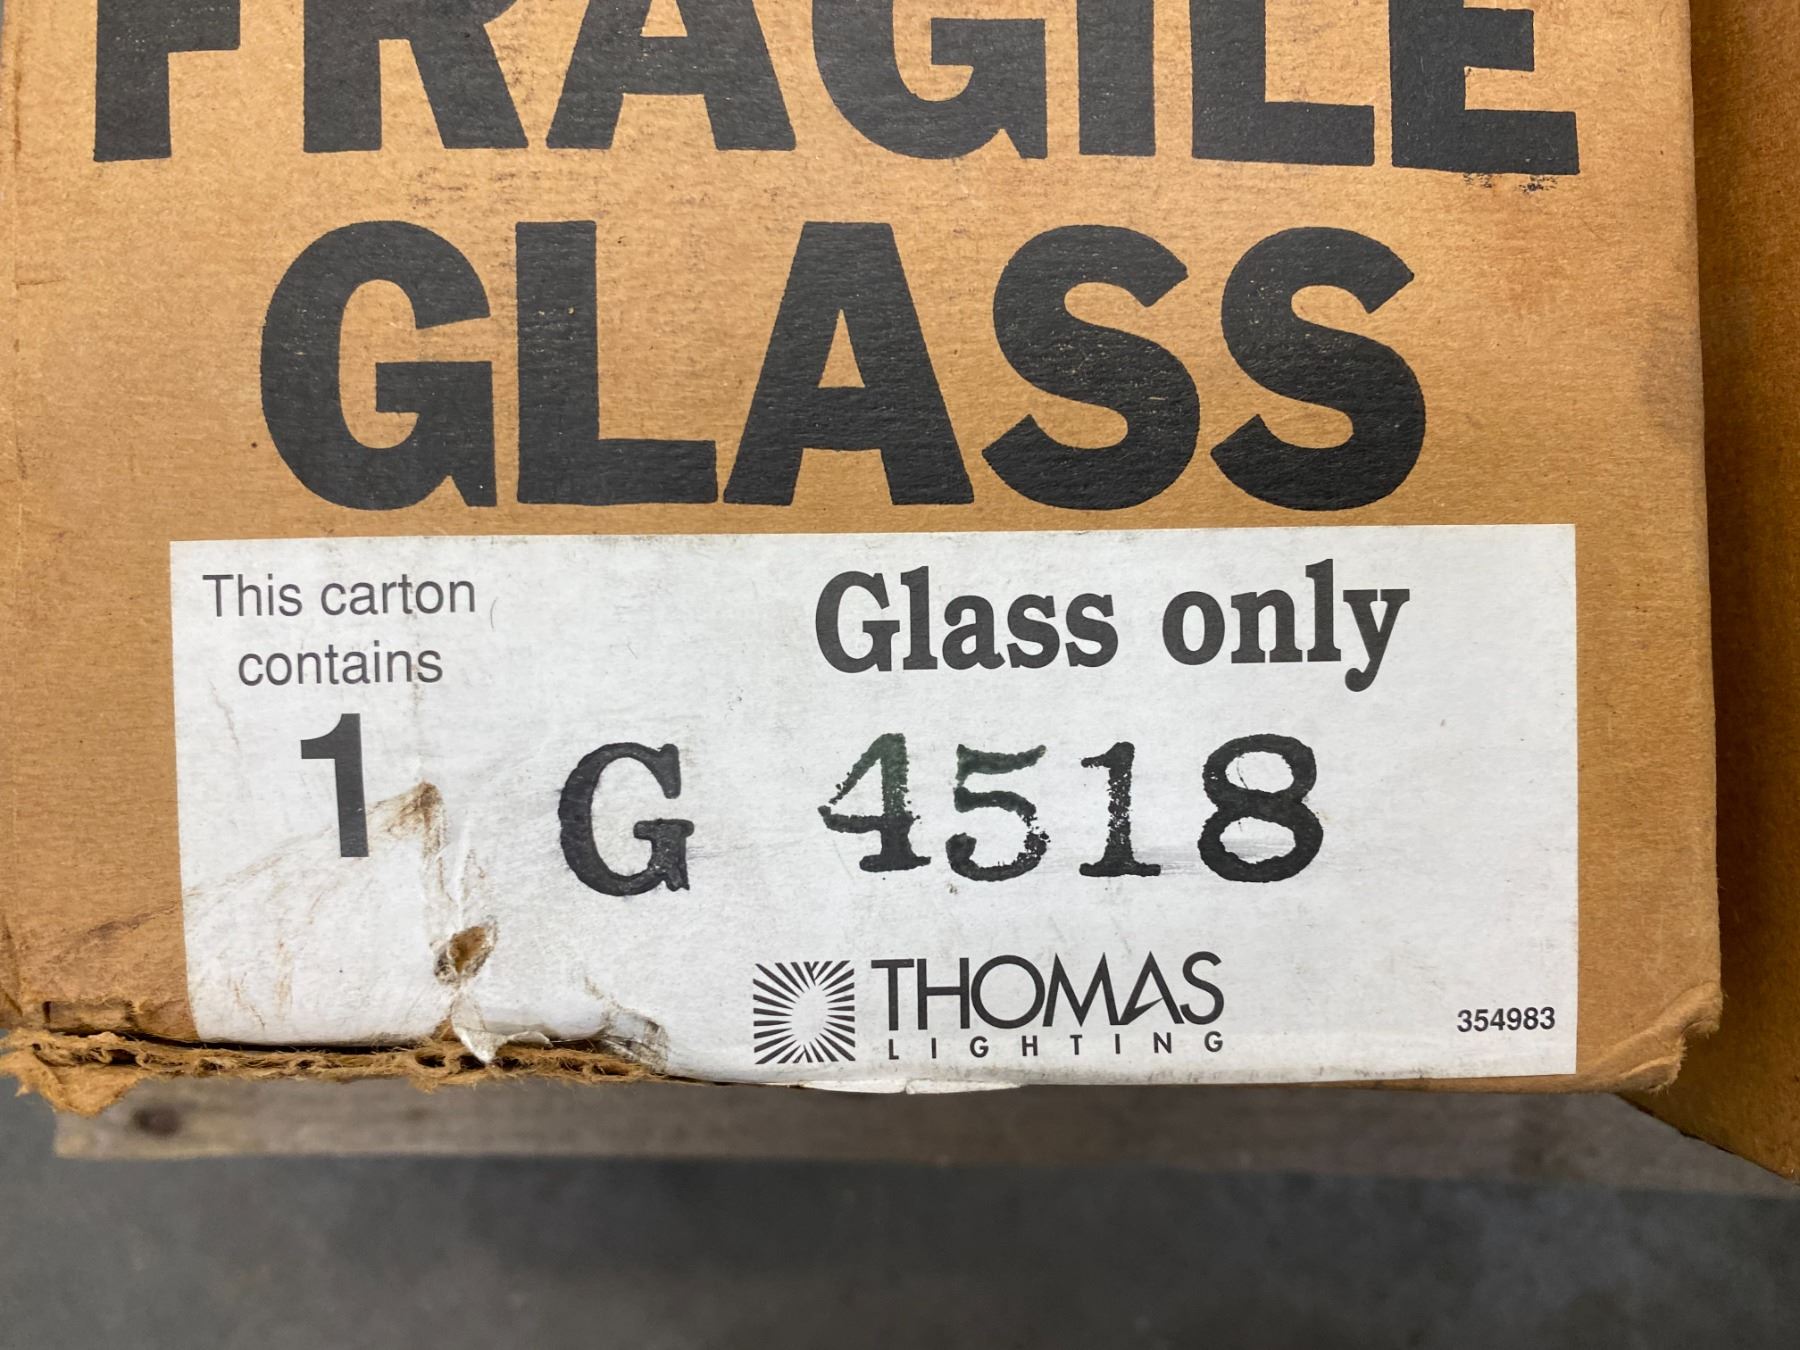 FRAGILE
GLASS
This carton
contains
1
Glass only
G 4518
THOMAS
LIGHTING
354983